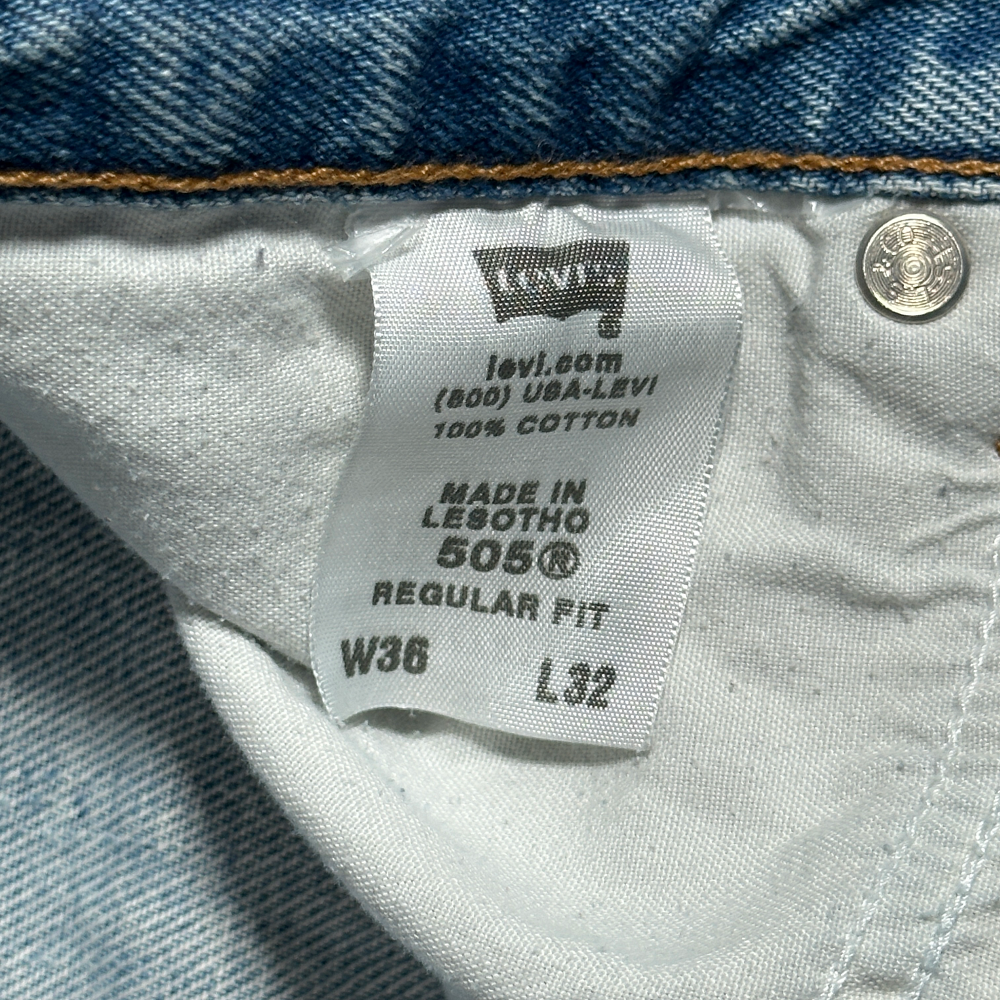 Levi's
®
levi.com
(800) USA-LEVI
100% COTTON
MADE IN
LESOTHO
505®
REGULAR FIT
W36 L32